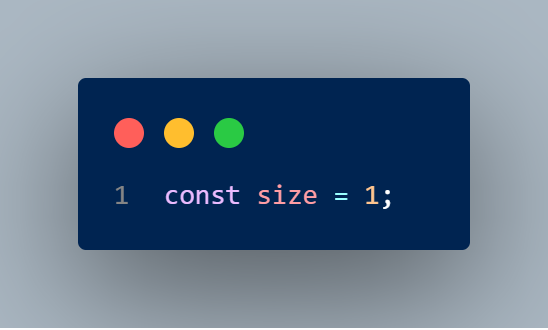 1 const size = 1;